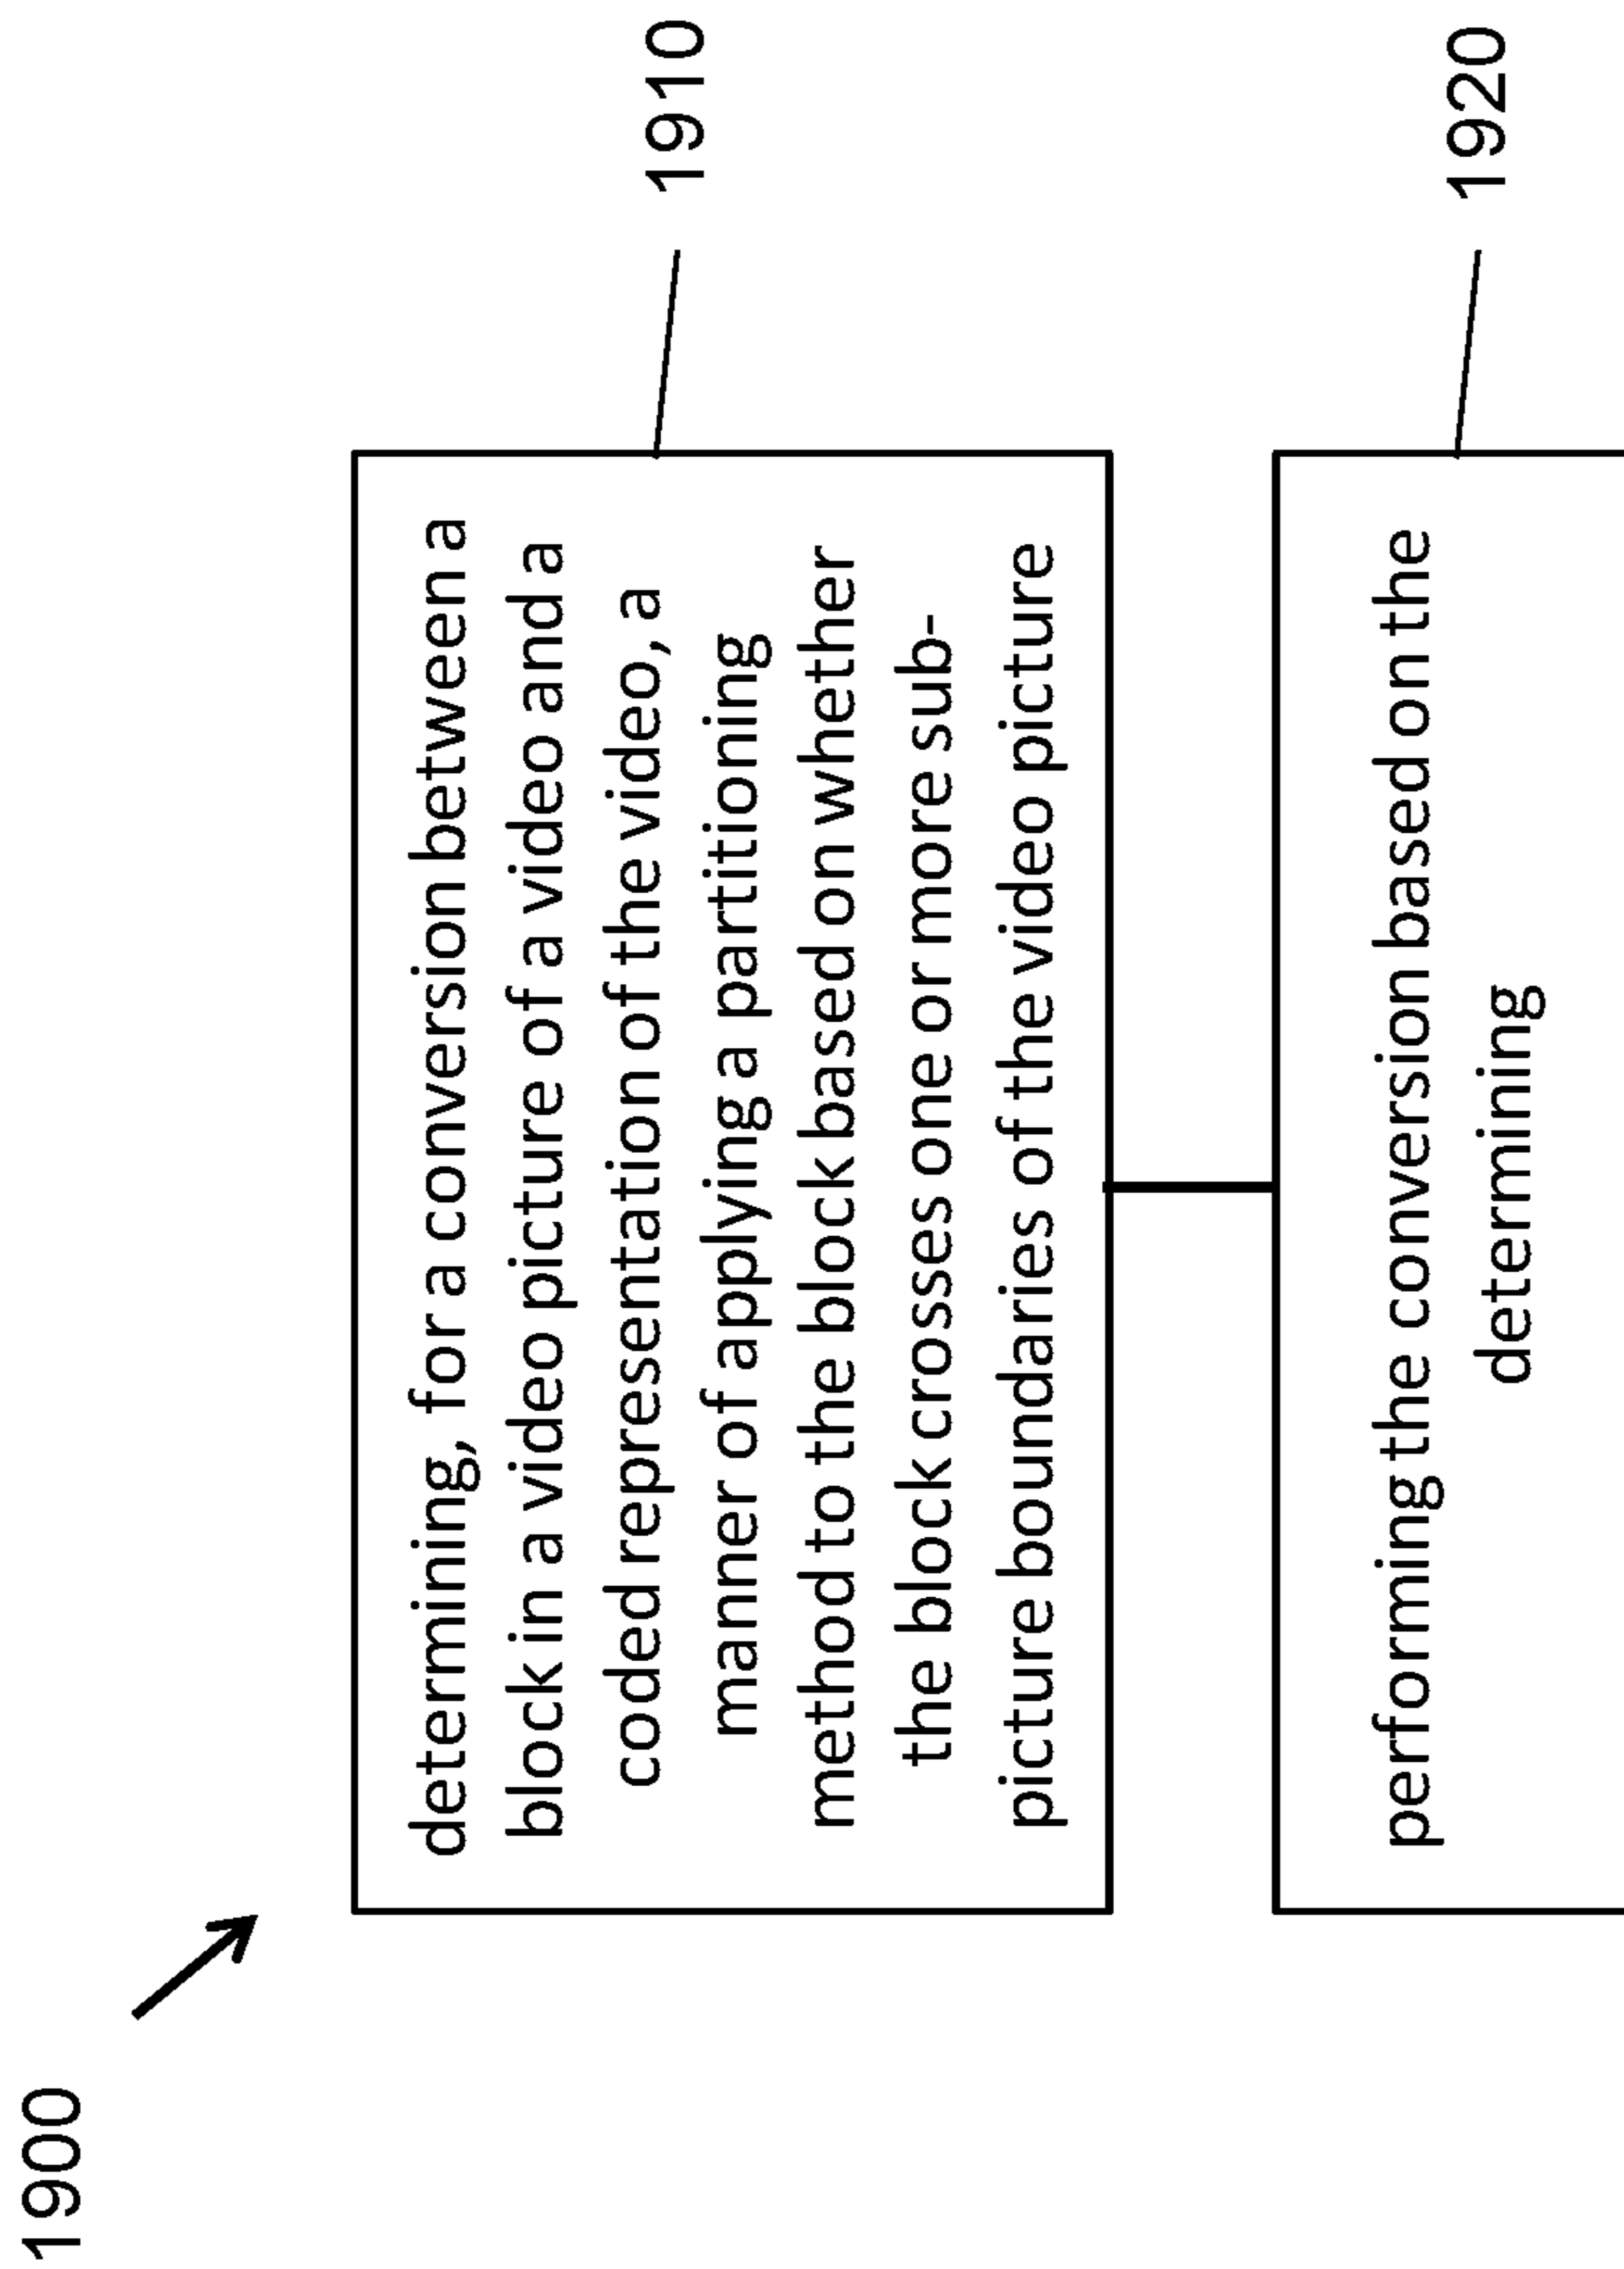 1900
determining, for a conversion between a
block in a video picture of a video and a
coded representation of the video, a
manner of applying a partitioning
method to the block based on whether
the block crosses one or more sub-
picture boundaries of the video picture
1910
performing the conversion based on the
determining
1920